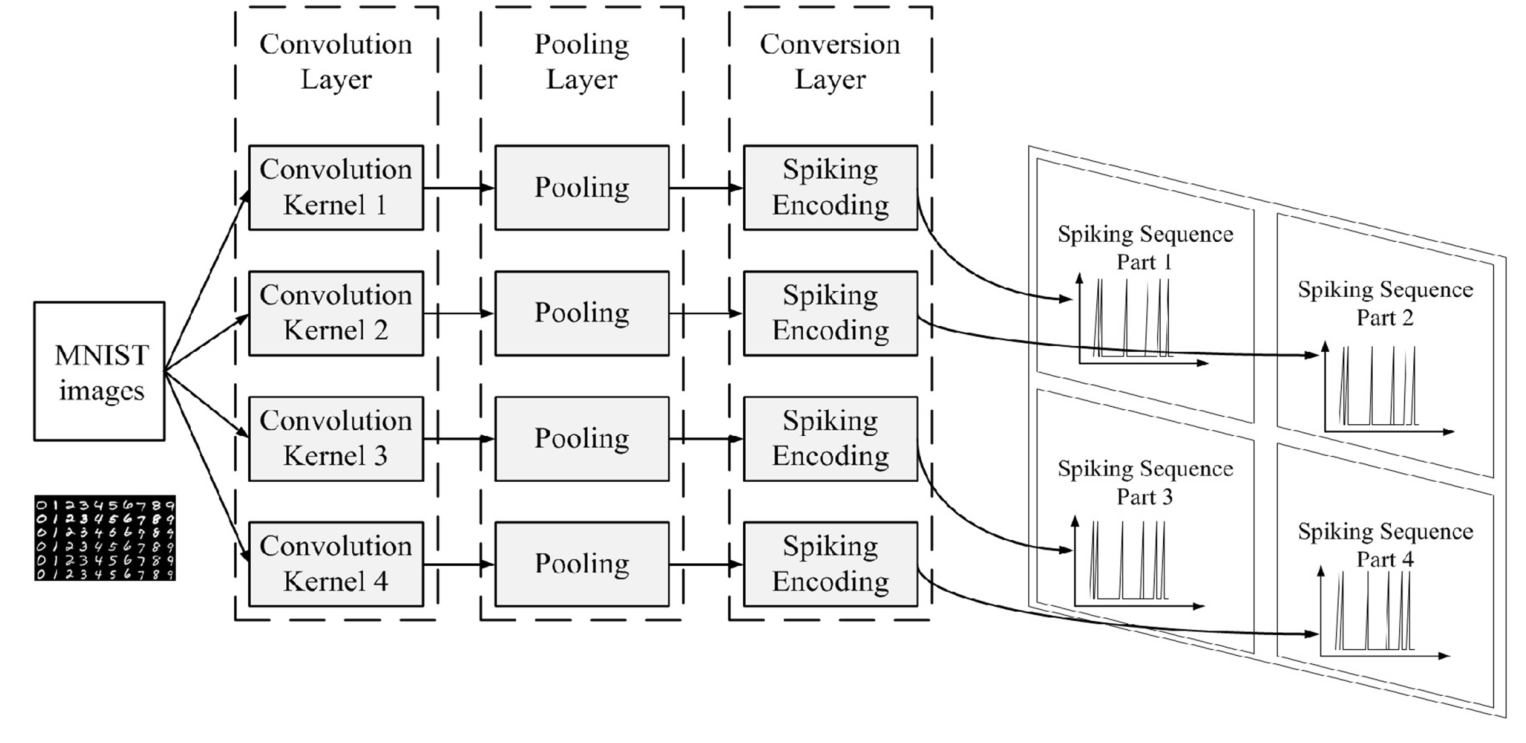 Convolution
Layer
Pooling
Layer
Conversion
Layer
Convolution
Kernel 1
Pooling
Spiking
Encoding
Convolution
Kernel 2
Pooling
Spiking
Encoding
Convolution
Kernel 3
Pooling
Spiking
Encoding
Convolution
Kernel 4
Pooling
Spiking
Encoding
MNIST
images
0 1 2 3 4 5 6 7 8 9
0 1 2 3 4 5 6 7 8 9
0 1 2 3 4 6 6 7 8 9
0 1 2 3 4 5 6 7 8 9
0 1 2 3 4 5 6 7 8 9
0 1 2 3 4 5 6 7 8 9
Spiking Sequence
Part 1
Spiking Sequence
Part 2
Spiking Sequence
Part 3
Spiking Sequence
Part 4